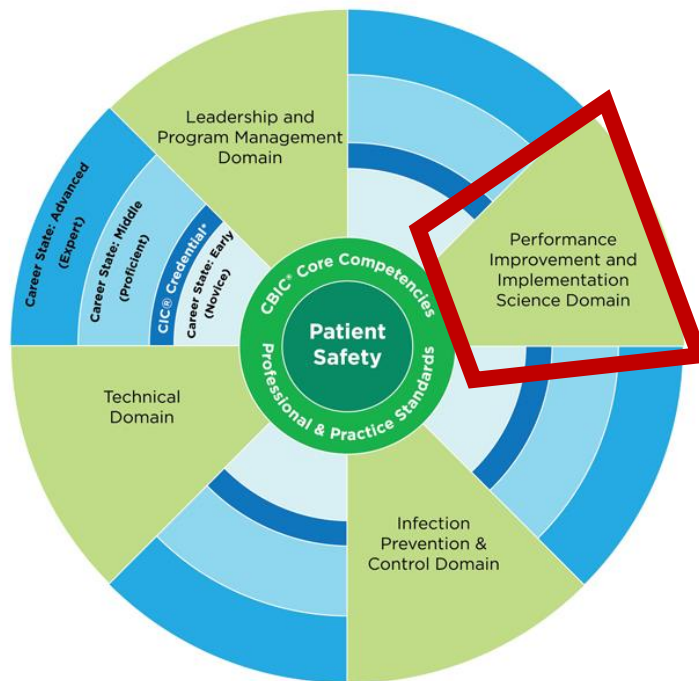 Leadership and
Program Management
Domain
Career State: Advanced
(Expert)
Career State: Middle
(Proficient)
CIC® Credential*
Career State: Early
(Novice)
Performance
Improvement and
Implementation
Science Domain
CBIC® Core Competencies
Patient
Safety
Professional & Practice Standards
Technical
Domain
Infection
Prevention &
Control Domain